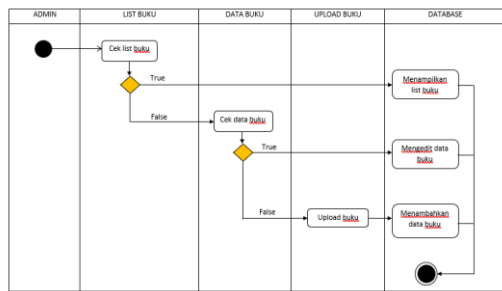 ADMIN
LIST BUKU
DATA BUKU
UPLOAD BUKU
DATABASE
Cek list buku
True
Menampilkan
list buku
False
Cek data buku
True
Mengedit data
buku
False
Upload buku
Menambahkan
data buku